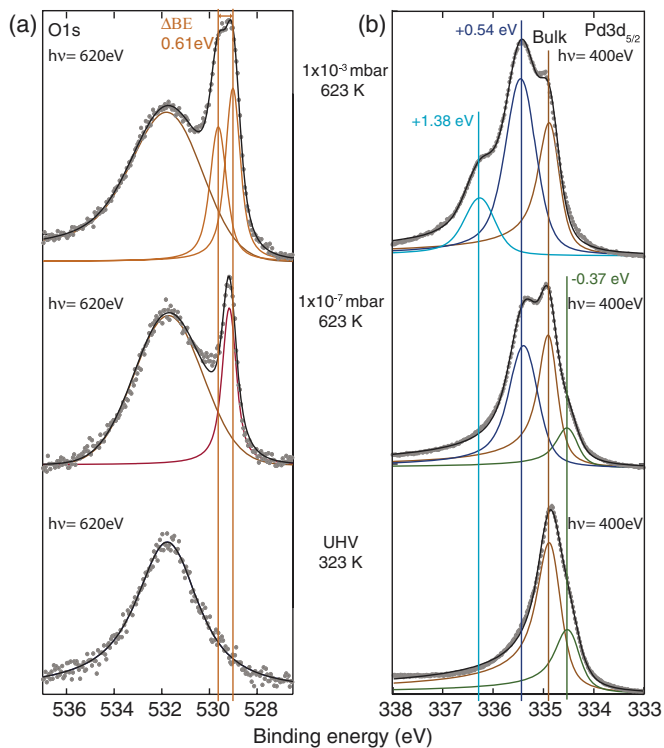 (a)
O1s
hν= 620eV
ΔBE
0.61eV
1x10⁻³ mbar
623 K
(b)
+0.54 eV
Bulk
Pd3d₅/₂
hν= 400eV
+1.38 eV
hν= 620eV
1x10⁻⁷ mbar
623 K
-0.37 eV
hν= 400eV
hν= 620eV
UHV
323 K
hν= 400eV
536 534 532 530 528
338 337 336 335 334 333
Binding energy (eV)